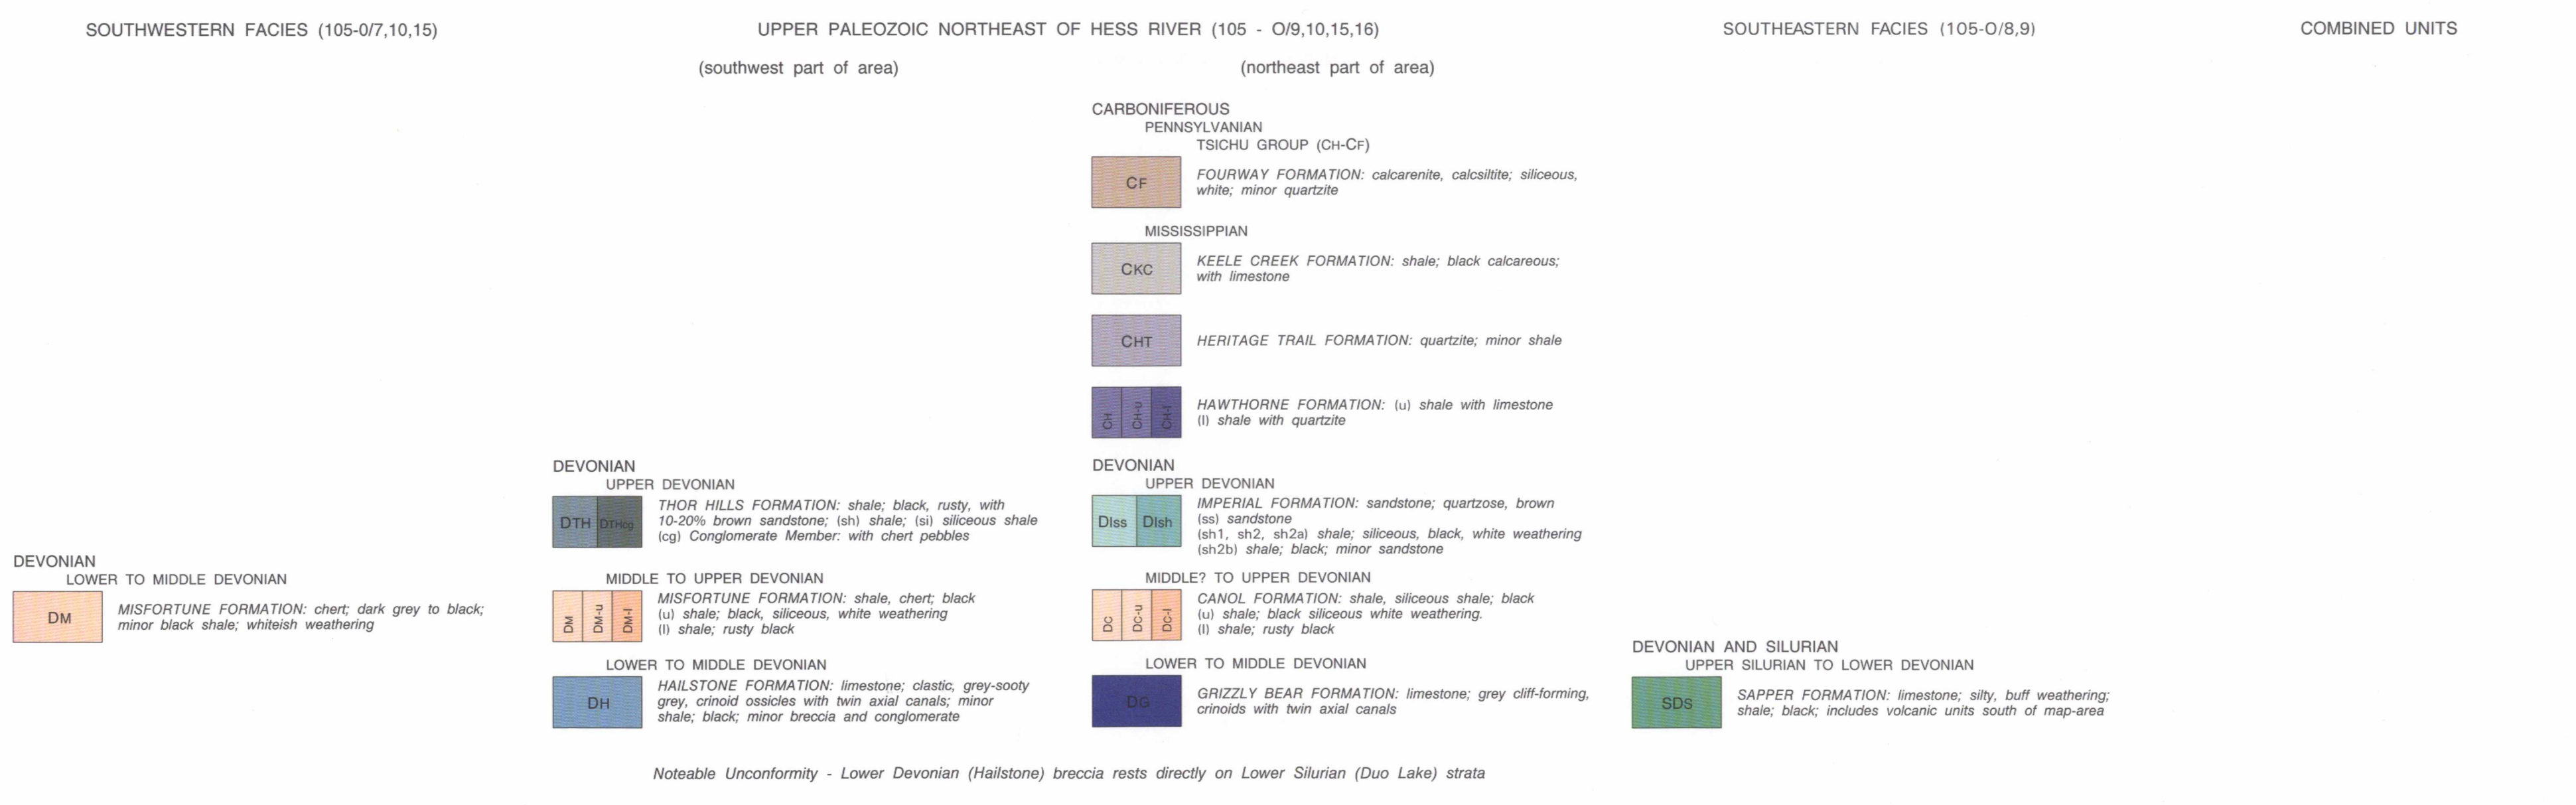 SOUTHWESTERN FACIES (105-0/7,10,15)
UPPER PALEOZOIC NORTHEAST OF HESS RIVER (105 - O/9,10,15,16)
SOUTHEASTERN FACIES (105-O/8,9)
COMBINED UNITS
(southwest part of area)
(northeast part of area)
DEVONIAN
LOWER TO MIDDLE DEVONIAN
DM
MISFORTUNE FORMATION: chert; dark grey to black;
minor black shale; whiteish weathering
DEVONIAN
UPPER DEVONIAN
DTH
DTHcg
THOR HILLS FORMATION: shale; black, rusty, with
10-20% brown sandstone; (sh) shale; (si) siliceous shale
(cg) Conglomerate Member: with chert pebbles
MIDDLE TO UPPER DEVONIAN
DM
DM-u
DM-l
MISFORTUNE FORMATION: shale, chert; black
(u) shale; black, siliceous, white weathering
(l) shale; rusty black
LOWER TO MIDDLE DEVONIAN
DH
HAILSTONE FORMATION: limestone; clastic, grey-sooty
grey, crinoid ossicles with twin axial canals; minor
shale; black; minor breccia and conglomerate
CARBONIFEROUS
PENNSYLVANIAN
TSICHU GROUP (CH-CF)
CF
FOURWAY FORMATION: calcarenite, calcsiltite; siliceous,
white; minor quartzite
MISSISSIPPIAN
CKC
KEELE CREEK FORMATION: shale; black calcareous;
with limestone
CHT
HERITAGE TRAIL FORMATION: quartzite; minor shale
CH
CH-u
CH-l
HAWTHORNE FORMATION: (u) shale with limestone
(l) shale with quartzite
DEVONIAN
UPPER DEVONIAN
DIss
DIsh
IMPERIAL FORMATION: sandstone; quartzose, brown
(ss) sandstone
(sh1, sh2, sh2a) shale; siliceous, black, white weathering
(sh2b) shale; black; minor sandstone
MIDDLE? TO UPPER DEVONIAN
DC
DC-u
DC-l
CANOL FORMATION: shale, siliceous shale; black
(u) shale; black siliceous white weathering.
(l) shale; rusty black
LOWER TO MIDDLE DEVONIAN
DG
GRIZZLY BEAR FORMATION: limestone; grey cliff-forming,
crinoids with twin axial canals
DEVONIAN AND SILURIAN
UPPER SILURIAN TO LOWER DEVONIAN
SDS
SAPPER FORMATION: limestone; silty, buff weathering;
shale; black; includes volcanic units south of map-area
Noteable Unconformity - Lower Devonian (Hailstone) breccia rests directly on Lower Silurian (Duo Lake) strata